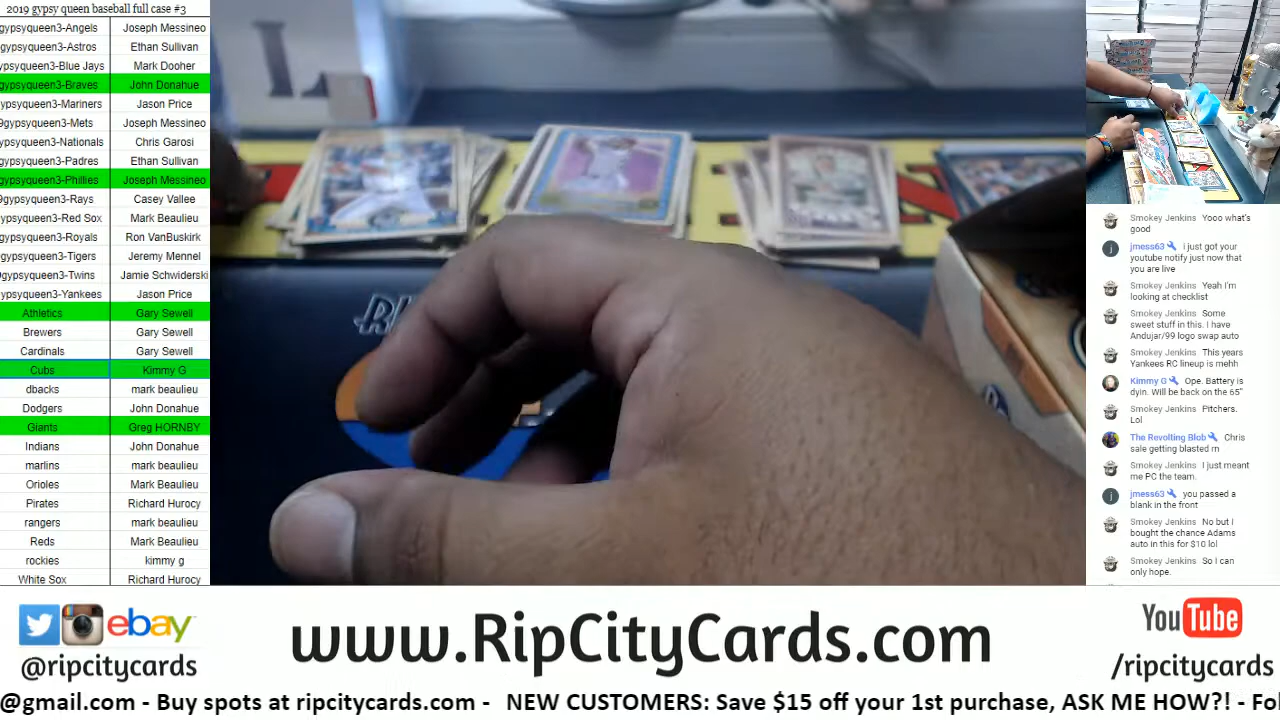 2019 gypsy queen baseball full case #3
gypsyqueen3-Angels Joseph Messineo
gypsyqueen3-Astros Ethan Sullivan
gypsyqueen3-Blue Jays Mark Dooher
gypsyqueen3-Braves John Donahue
ypsyqueen3-Mariners Jason Price
9gypsyqueen3-Mets Joseph Messineo
ypsyqueen3-Nationals Chris Garosi
gypsyqueen3-Padres Ethan Sullivan
gypsyqueen3-Phillies Joseph Messineo
9gypsyqueen3-Rays Casey Vallee
ypsyqueen3-Red Sox Mark Beaulieu
gypsyqueen3-Royals Ron VanBuskirk
gypsyqueen3-Tigers Jeremy Mennel
9gypsyqueen3-Twins Jamie Schwiderski
ypsyqueen3-Yankees Jason Price
Athletics Gary Sewell
Brewers Gary Sewell
Cardinals Gary Sewell
Cubs Kimmy G
dbacks mark beaulieu
Dodgers John Donahue
Giants Greg HORNBY
Indians John Donahue
marlins mark beaulieu
Orioles Mark Beaulieu
Pirates Richard Hurocy
rangers mark beaulieu
Reds Mark Beaulieu
rockies kimmy g
White Sox Richard Hurocy
Smokey Jenkins Yooo what's
good
jmess63 i just got your
youtube notify just now that
you are live
Smokey Jenkins Yeah I'm
looking at checklist
Smokey Jenkins Some
sweet stuff in this. I have
Andujar/99 logo swap auto
Smokey Jenkins This years
Yankees RC lineup is mehh
Kimmy G Ope. Battery is
dyin. Will be back on the 65"
Smokey Jenkins Pitchers.
Lol
The Revolting Blob Chris
sale getting blasted rn
Smokey Jenkins I just meant
me PC the team.
jmess63 you passed a
blank in the front
Smokey Jenkins No but I
bought the chance Adams
auto in this for $10 lol
Smokey Jenkins So I can
only hope.
ebay
@ripcitycards
www.RipCityCards.com
YouTube
/ripcitycards
@gmail.com - Buy spots at ripcitycards.com - NEW CUSTOMERS: Save $15 off your 1st purchase, ASK ME HOW?! - Fo